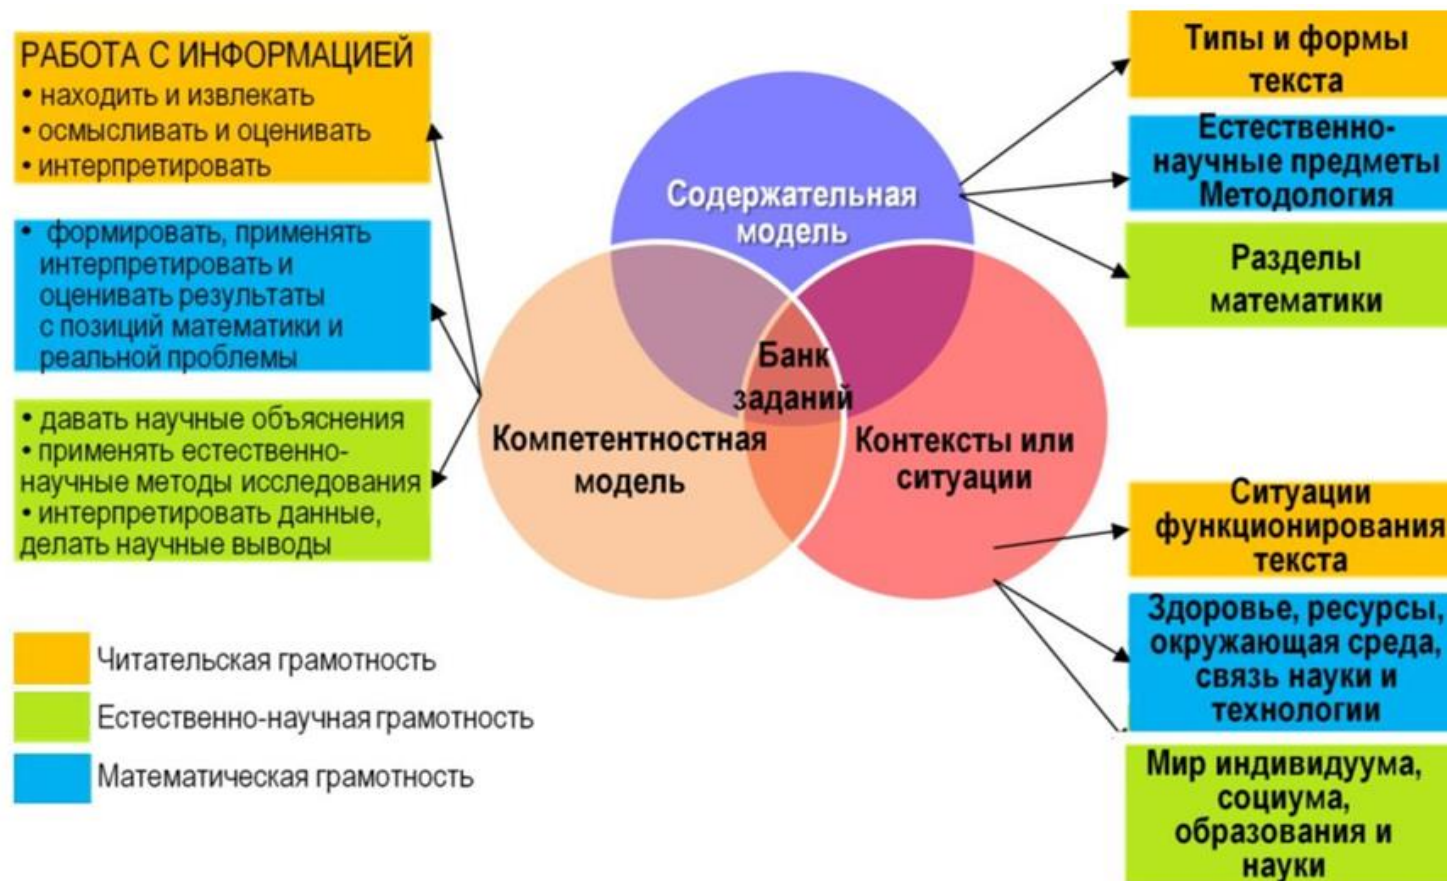 РАБОТА С ИНФОРМАЦИЕЙ
• находить и извлекать
• осмысливать и оценивать
• интерпретировать
• формировать, применять
интерпретировать и
оценивать результаты
с позиций математики и
реальной проблемы
• давать научные объяснения
• применять естественно-
научные методы исследования
• интерпретировать данные,
делать научные выводы
Читательская грамотность
Естественно-научная грамотность
Математическая грамотность
Содержательная
модель
Банк
заданий
Компетентностная
модель
Контексты или
ситуации
Типы и формы
текста
Естественно-
научные предметы
Методология
Разделы
математики
Ситуации
функционирования
текста
Здоровье, ресурсы,
окружающая среда,
связь науки и
технологии
Мир индивидуума,
социума,
образования и
науки